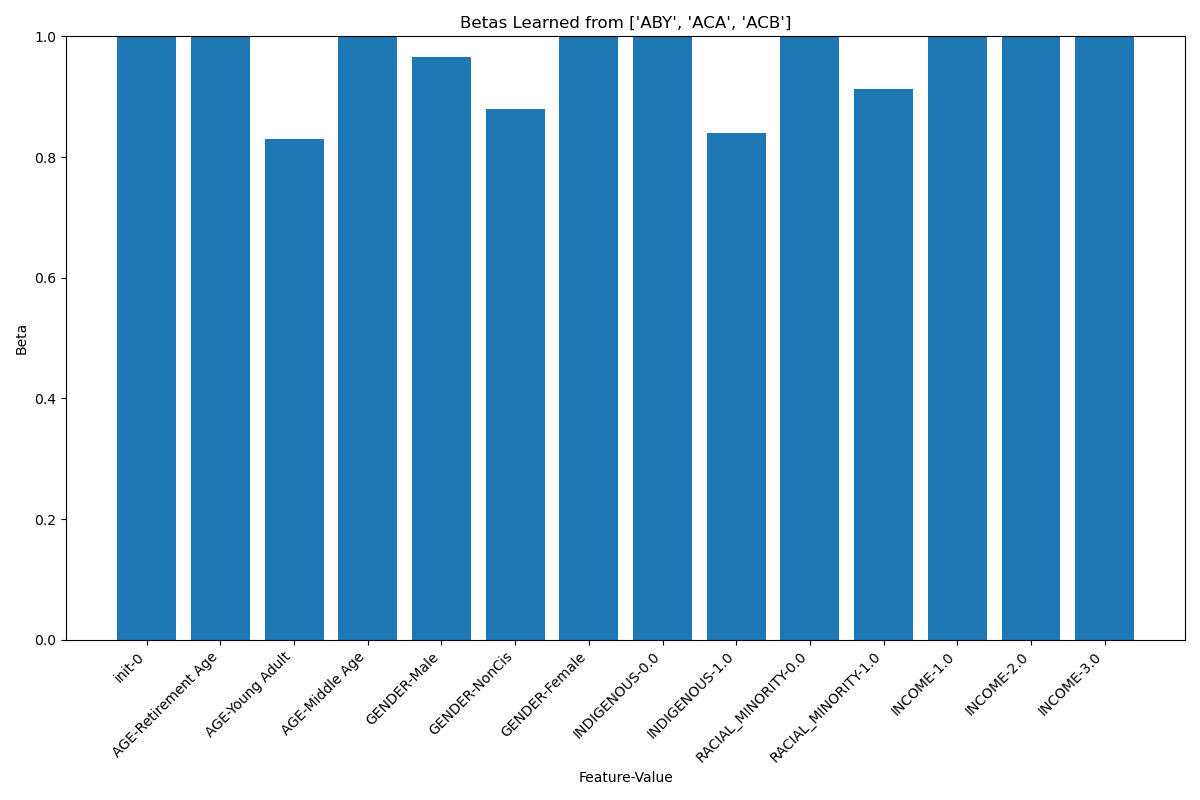 Betas Learned from ['ABY', 'ACA', 'ACB']
1.0
0.8
0.6
0.4
0.2
0.0
Beta
init-0
AGE-Retirement Age
AGE-Young Adult
AGE-Middle Age
GENDER-Male
GENDER-NonCis
GENDER-Female
INDIGENOUS-0.0
INDIGENOUS-1.0
RACIAL_MINORITY-0.0
RACIAL_MINORITY-1.0
INCOME-1.0
INCOME-2.0
INCOME-3.0
Feature-Value